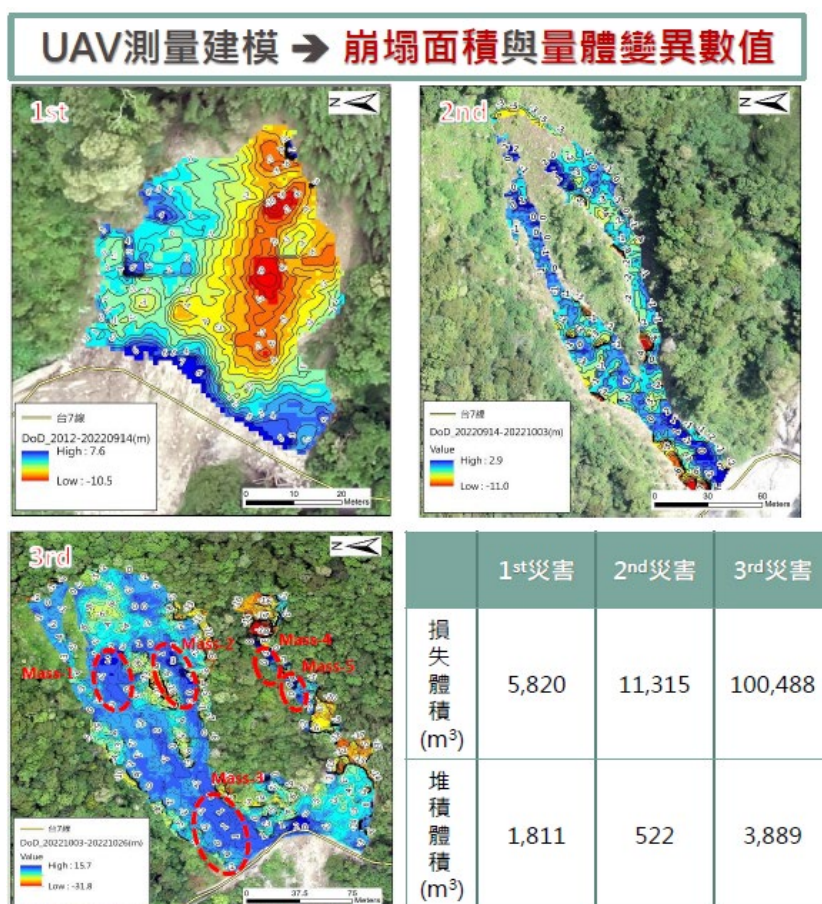 UAV測量建模 → 崩塌面積與量體變異數值
1st
N
台7線
DoD_2012-20220914(m)
High : 7.6
Low : -10.5
0 10 20
Meters
2nd
N
台7線
DoD_20220914-20221003(m)
Value
High : 2.9
Low : -11.0
0 30 60
Meters
3rd
N
Mass-1
Mass-2
Mass-3
Mass-4
Mass-5
台7線
DoD_20221003-20221026(m)
Value
High : 15.7
Low : -31.8
0 37.5 75
Meters
1st災害 2nd災害 3rd災害
損失體積(m³) 5,820 11,315 100,488
堆積體積(m³) 1,811 522 3,889